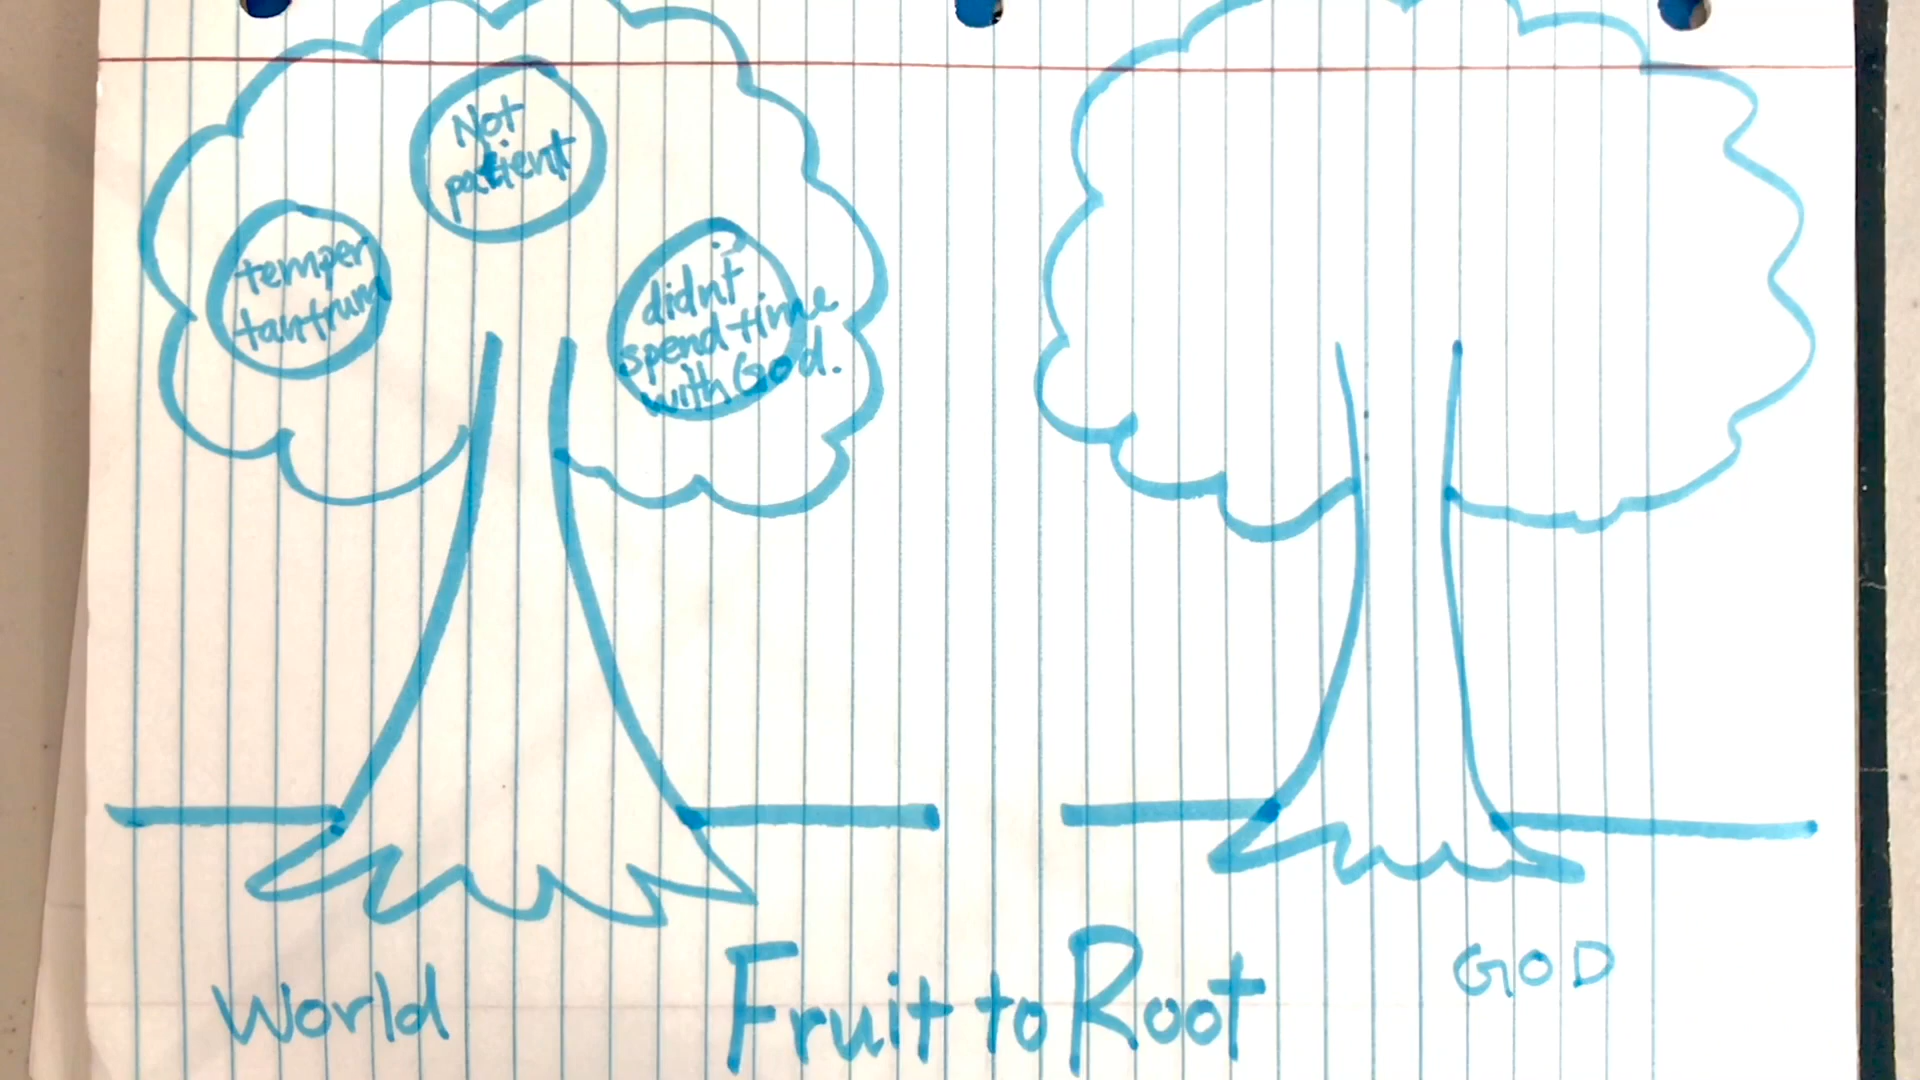 Not
patient
temper
tantrum
didn't
spend time
with God.
World
Fruit to Root
GOD